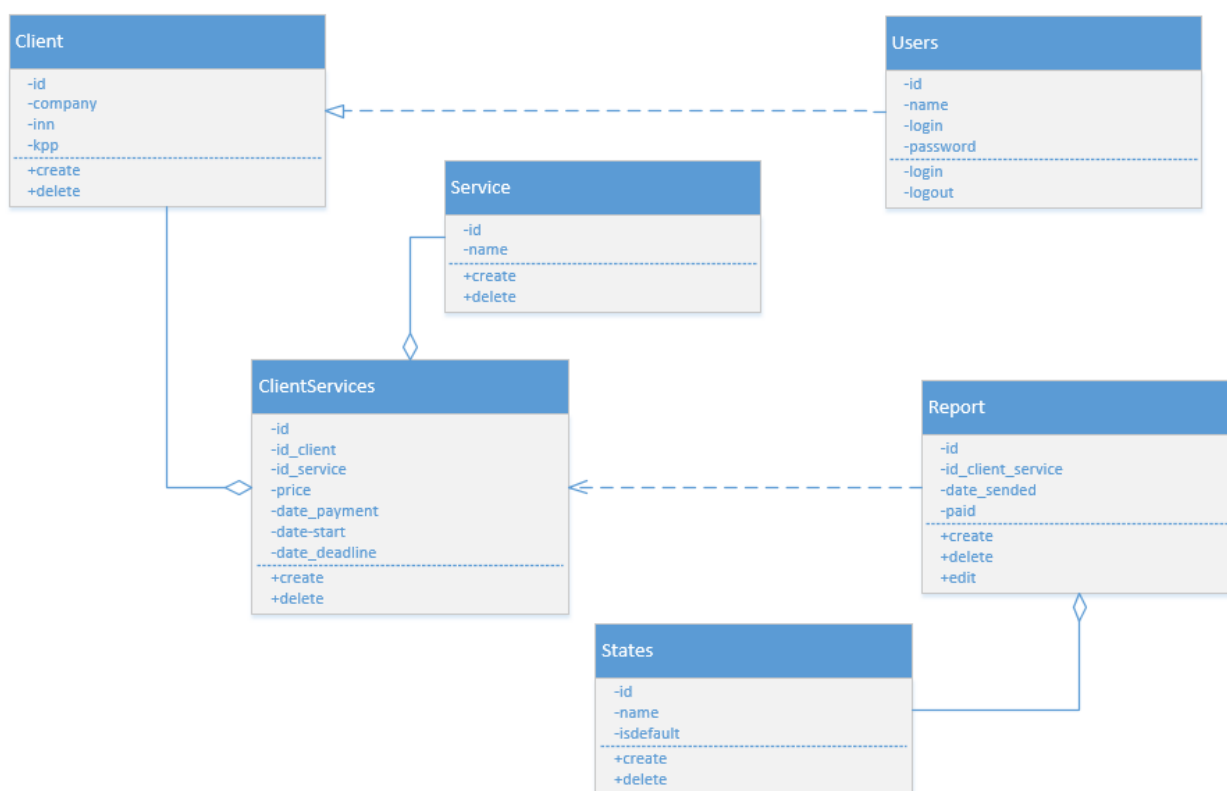 Client
-id
-company
-inn
-kpp
+create
+delete
Users
-id
-name
-login
-password
-login
-logout
Service
-id
-name
+create
+delete
ClientServices
-id
-id_client
-id_service
-price
-date_payment
-date-start
-date_deadline
+create
+delete
Report
-id
-id_client_service
-date_sended
-paid
+create
+delete
+edit
States
-id
-name
-isdefault
+create
+delete